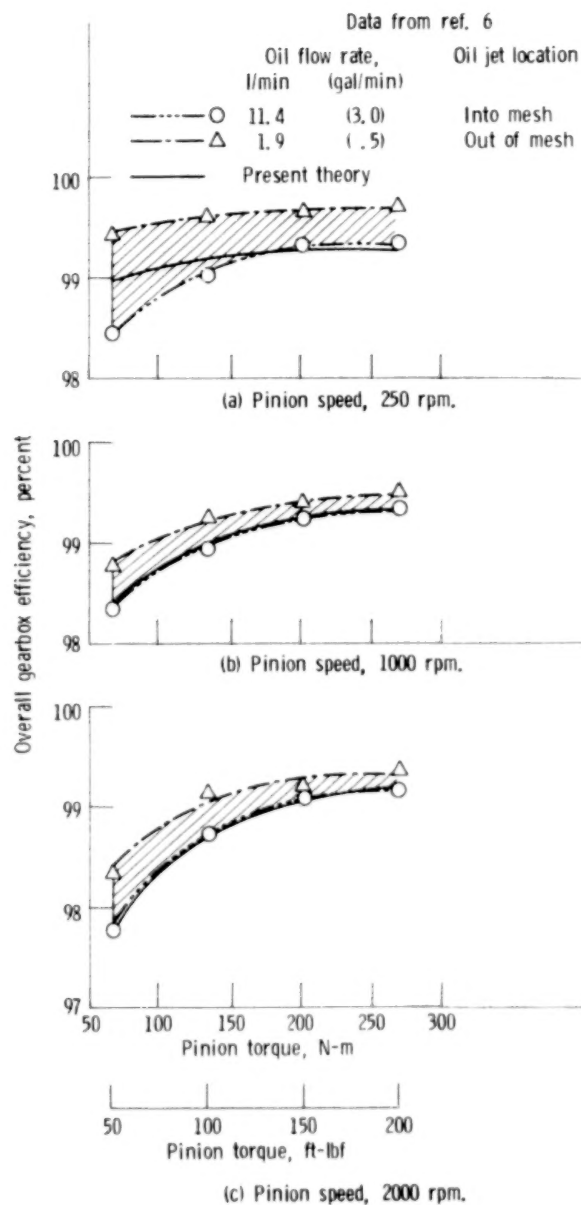 Data from ref. 6
Oil flow rate, Oil jet location
l/min (gal/min)
11.4 (3.0) Into mesh
1.9 ( .5) Out of mesh
Present theory
100
99
98
(a) Pinion speed, 250 rpm.
100
99
98
(b) Pinion speed, 1000 rpm.
Overall gearbox efficiency, percent
100
99
98
97
50 100 150 200 250 300
Pinion torque, N-m
50 100 150 200
Pinion torque, ft-lbf
(c) Pinion speed, 2000 rpm.